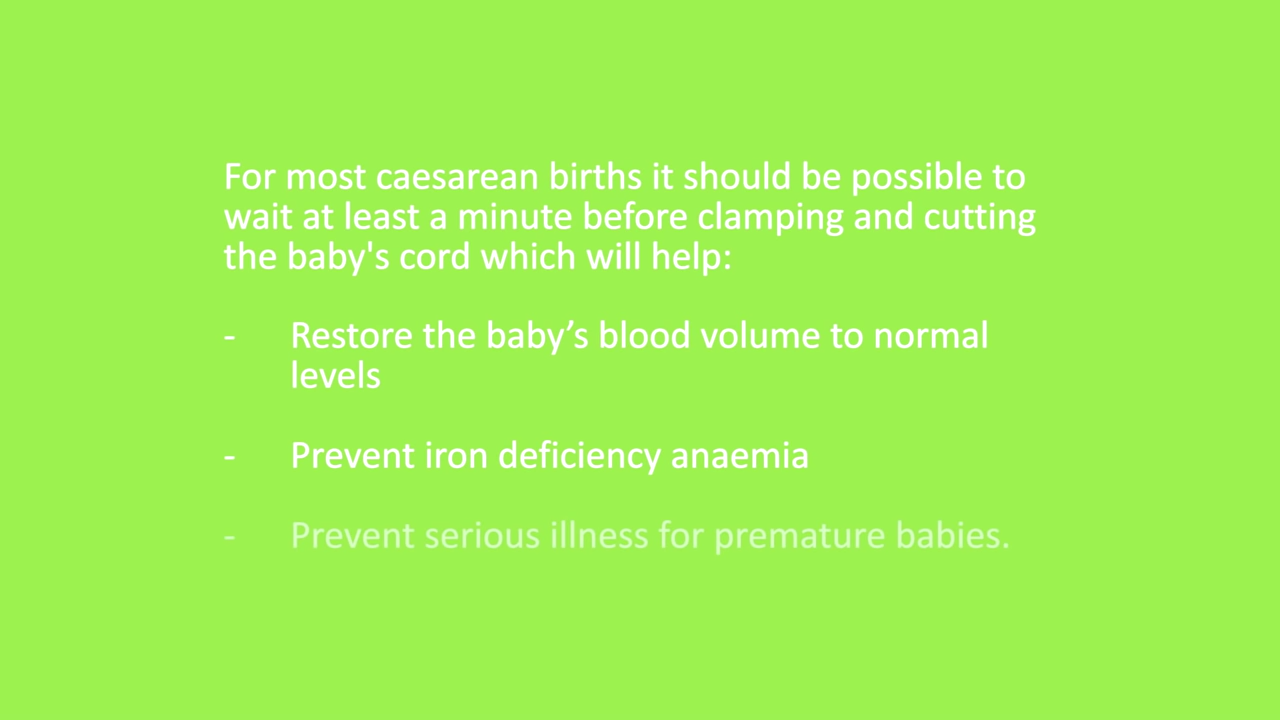 For most caesarean births it should be possible to
wait at least a minute before clamping and cutting
the baby's cord which will help:
- Restore the baby’s blood volume to normal
levels
- Prevent iron deficiency anaemia
- Prevent serious illness for premature babies.